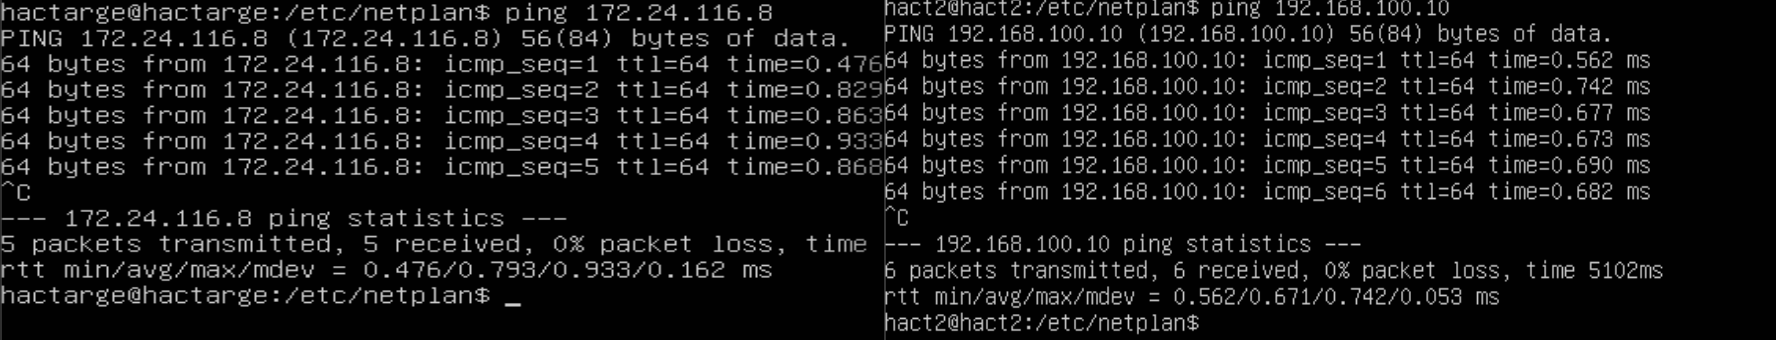 hactarge@hactarge:/etc/netplan$ ping 172.24.116.8
PING 172.24.116.8 (172.24.116.8) 56(84) bytes of data.
64 bytes from 172.24.116.8: icmp_seq=1 ttl=64 time=0.476
64 bytes from 172.24.116.8: icmp_seq=2 ttl=64 time=0.829
64 bytes from 172.24.116.8: icmp_seq=3 ttl=64 time=0.863
64 bytes from 172.24.116.8: icmp_seq=4 ttl=64 time=0.933
64 bytes from 172.24.116.8: icmp_seq=5 ttl=64 time=0.868
^C
--- 172.24.116.8 ping statistics ---
5 packets transmitted, 5 received, 0% packet loss, time
rtt min/avg/max/mdev = 0.476/0.793/0.933/0.162 ms
hactarge@hactarge:/etc/netplan$ _
hact2@hact2:/etc/netplan$ ping 192.168.100.10
PING 192.168.100.10 (192.168.100.10) 56(84) bytes of data.
64 bytes from 192.168.100.10: icmp_seq=1 ttl=64 time=0.562 ms
64 bytes from 192.168.100.10: icmp_seq=2 ttl=64 time=0.742 ms
64 bytes from 192.168.100.10: icmp_seq=3 ttl=64 time=0.677 ms
64 bytes from 192.168.100.10: icmp_seq=4 ttl=64 time=0.673 ms
64 bytes from 192.168.100.10: icmp_seq=5 ttl=64 time=0.690 ms
64 bytes from 192.168.100.10: icmp_seq=6 ttl=64 time=0.682 ms
^C
--- 192.168.100.10 ping statistics ---
6 packets transmitted, 6 received, 0% packet loss, time 5102ms
rtt min/avg/max/mdev = 0.562/0.671/0.742/0.053 ms
hact2@hact2:/etc/netplan$